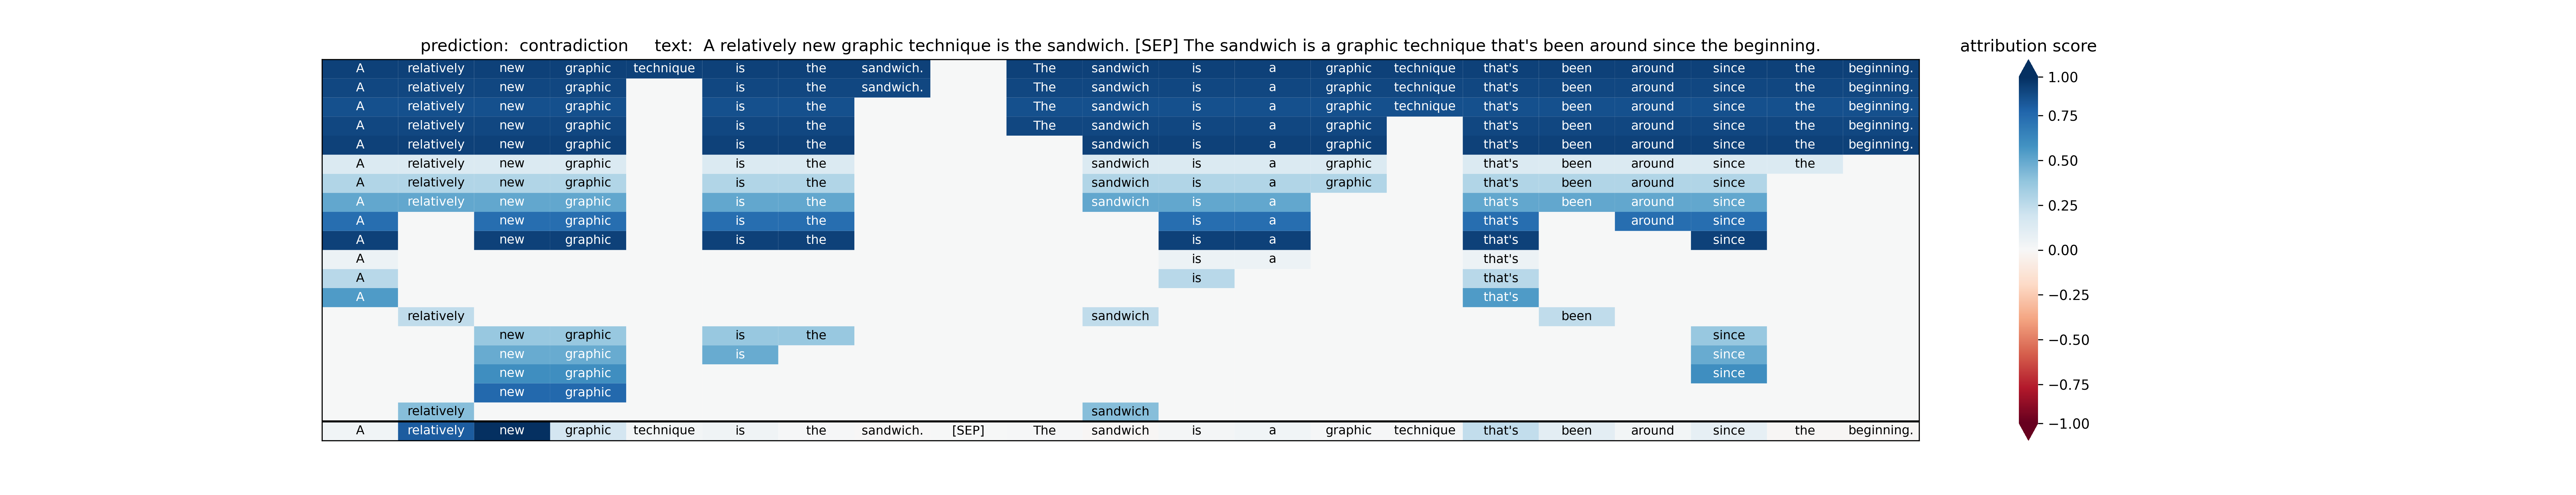 prediction:  contradiction     text:  A relatively new graphic technique is the sandwich. [SEP] The sandwich is a graphic technique that's been around since the beginning.
attribution score
A relatively new graphic technique is the sandwich. The sandwich is a graphic technique that's been around since the beginning.
A relatively new graphic is the sandwich. The sandwich is a graphic technique that's been around since the beginning.
A relatively new graphic is the The sandwich is a graphic technique that's been around since the beginning.
A relatively new graphic is the The sandwich is a graphic that's been around since the beginning.
A relatively new graphic is the sandwich is a graphic that's been around since the beginning.
A relatively new graphic is the sandwich is a graphic that's been around since the
A relatively new graphic is the sandwich is a graphic that's been around since
A relatively new graphic is the sandwich is a that's been around since
A new graphic is the is a that's around since
A new graphic is the is a that's since
A is a that's
A is that's
A that's
relatively sandwich been
new graphic is the since
new graphic is since
new graphic since
new graphic
relatively sandwich
A relatively new graphic technique is the sandwich. [SEP] The sandwich is a graphic technique that's been around since the beginning.
1.00
0.75
0.50
0.25
0.00
−0.25
−0.50
−0.75
−1.00